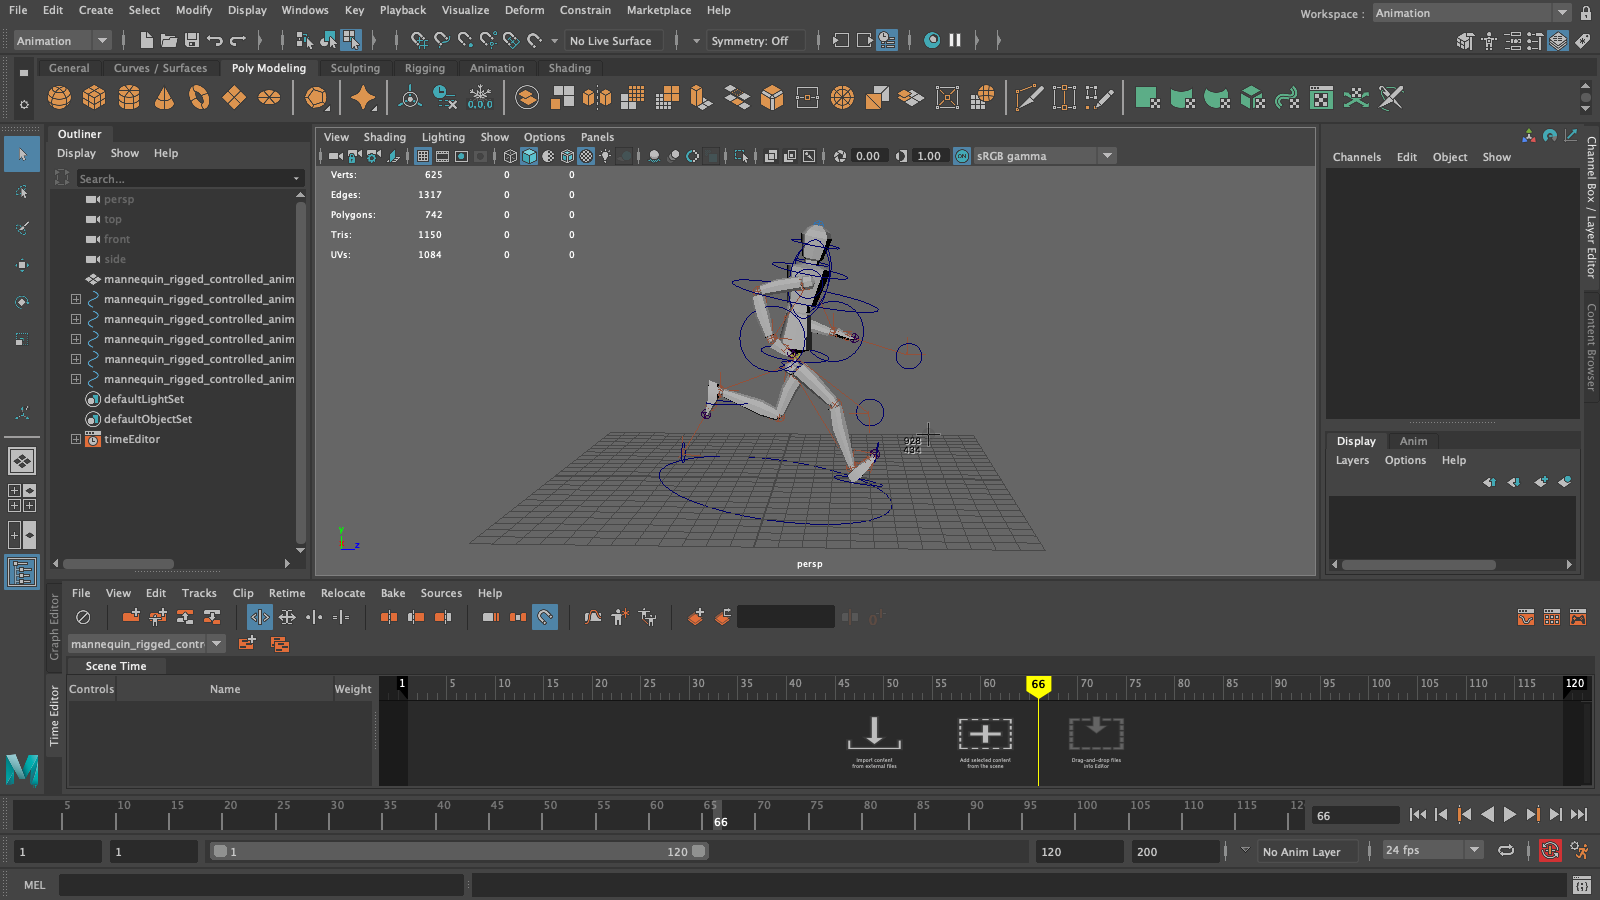 File Edit Create Select Modify Display Windows Key Playback Visualize Deform Constrain Marketplace Help
Workspace : Animation
Animation No Live Surface Symmetry: Off
General Curves / Surfaces Poly Modeling Sculpting Rigging Animation Shading
0,0,0
Outliner
Display Show Help
Search...
persp
top
front
side
mannequin_rigged_controlled_anim
mannequin_rigged_controlled_anim
mannequin_rigged_controlled_anim
mannequin_rigged_controlled_anim
mannequin_rigged_controlled_anim
mannequin_rigged_controlled_anim
defaultLightSet
defaultObjectSet
timeEditor
View Shading Lighting Show Options Panels
0.00 1.00 ON sRGB gamma
Verts: 625 0 0
Edges: 1317 0 0
Polygons: 742 0 0
Tris: 1150 0 0
UVs: 1084 0 0
928
434
y
z
persp
Channels Edit Object Show
Channel Box / Layer Editor
Content Browser
Display Anim
Layers Options Help
File View Edit Tracks Clip Retime Relocate Bake Sources Help
Graph Editor
Time Editor
mannequin_rigged_contr
Scene Time
Controls Name Weight
1 5 10 15 20 25 30 35 40 45 50 55 60 66 70 75 80 85 90 95 100 105 110 115 120
Import content
from external files
Add selected content
from the scene
Drag-and-drop files
into Editor
5 10 15 20 25 30 35 40 45 50 55 60 65 70 75 80 85 90 95 100 105 110 115 12
66
66
1 1 1 120 120 200 No Anim Layer 24 fps
MEL